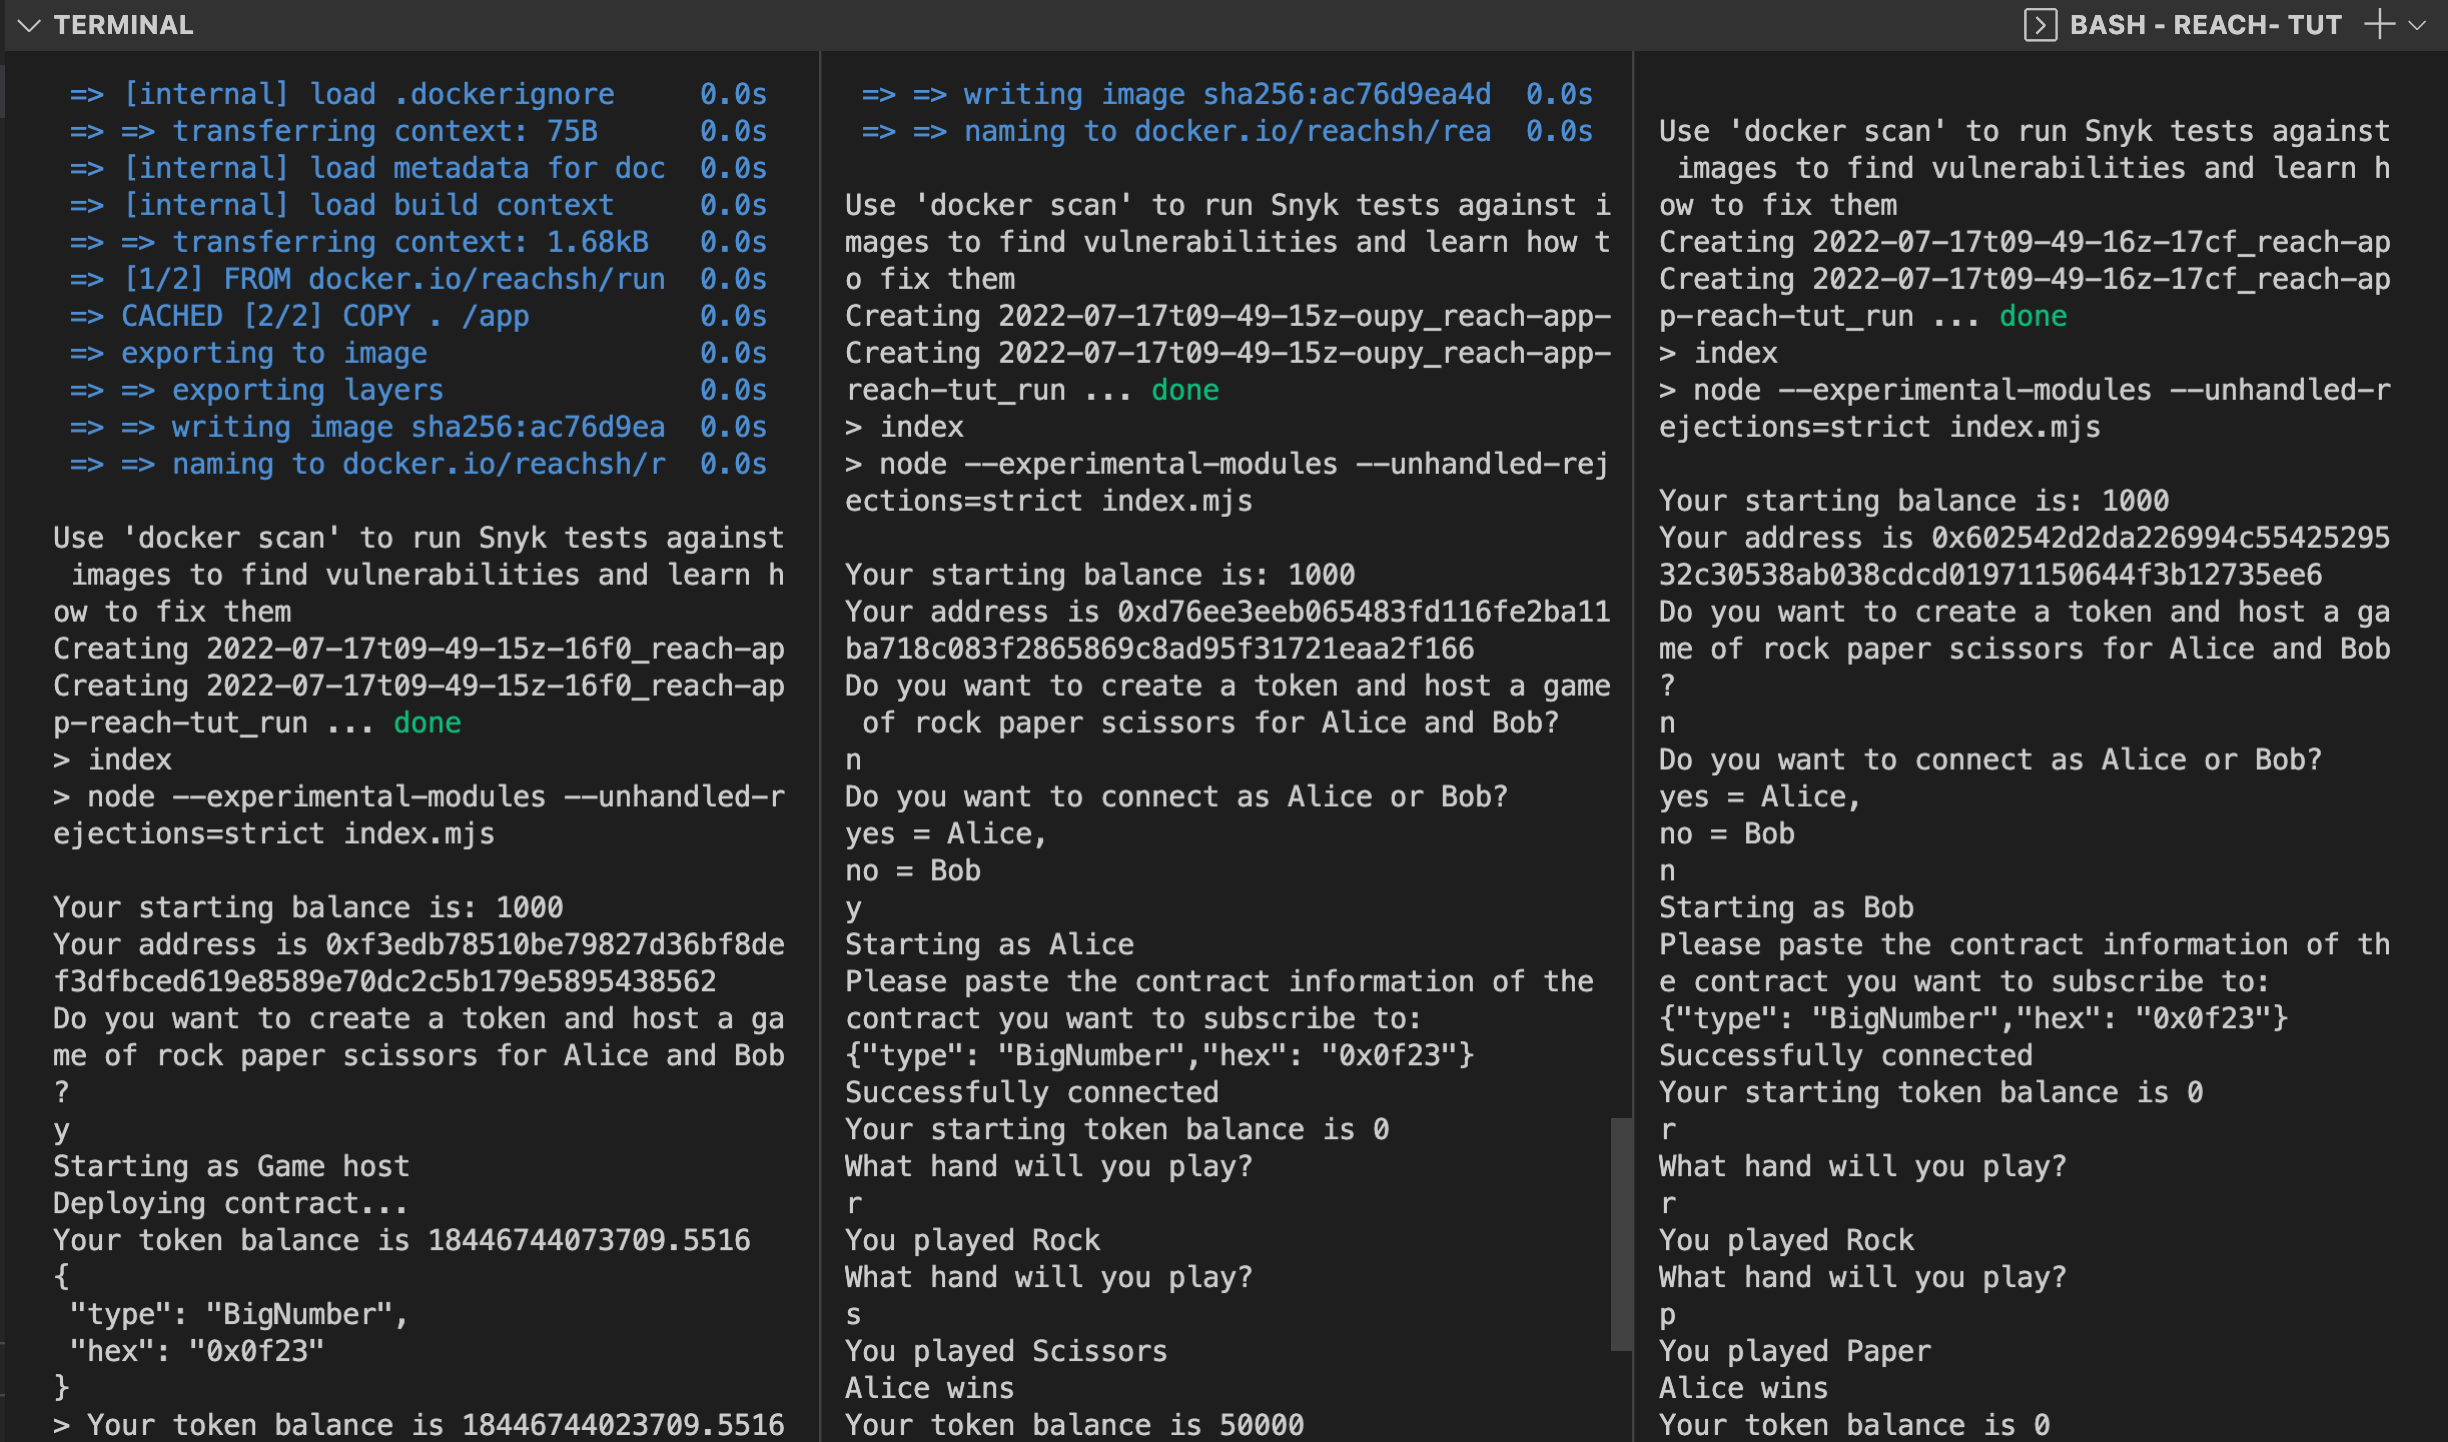 TERMINAL
BASH - REACH- TUT
=> [internal] load .dockerignore 0.0s
=> => transferring context: 75B 0.0s
=> [internal] load metadata for doc 0.0s
=> [internal] load build context 0.0s
=> => transferring context: 1.68kB 0.0s
=> [1/2] FROM docker.io/reachsh/run 0.0s
=> CACHED [2/2] COPY . /app 0.0s
=> exporting to image 0.0s
=> => exporting layers 0.0s
=> => writing image sha256:ac76d9ea 0.0s
=> => naming to docker.io/reachsh/r 0.0s
Use 'docker scan' to run Snyk tests against
images to find vulnerabilities and learn h
ow to fix them
Creating 2022-07-17t09-49-15z-16f0_reach-ap
Creating 2022-07-17t09-49-15z-16f0_reach-ap
p-reach-tut_run ... done
> index
> node --experimental-modules --unhandled-r
ejections=strict index.mjs
Your starting balance is: 1000
Your address is 0xf3edb78510be79827d36bf8de
f3dfbced619e8589e70dc2c5b179e5895438562
Do you want to create a token and host a ga
me of rock paper scissors for Alice and Bob
?
y
Starting as Game host
Deploying contract...
Your token balance is 18446744073709.5516
{
"type": "BigNumber",
"hex": "0x0f23"
}
> Your token balance is 18446744023709.5516
=> => writing image sha256:ac76d9ea4d 0.0s
=> => naming to docker.io/reachsh/rea 0.0s
Use 'docker scan' to run Snyk tests against i
mages to find vulnerabilities and learn how t
o fix them
Creating 2022-07-17t09-49-15z-oupy_reach-app-
Creating 2022-07-17t09-49-15z-oupy_reach-app-
reach-tut_run ... done
> index
> node --experimental-modules --unhandled-rej
ections=strict index.mjs
Your starting balance is: 1000
Your address is 0xd76ee3eeb065483fd116fe2ba11
ba718c083f2865869c8ad95f31721eaa2f166
Do you want to create a token and host a game
of rock paper scissors for Alice and Bob?
n
Do you want to connect as Alice or Bob?
yes = Alice,
no = Bob
y
Starting as Alice
Please paste the contract information of the
contract you want to subscribe to:
{"type": "BigNumber","hex": "0x0f23"}
Successfully connected
Your starting token balance is 0
What hand will you play?
r
You played Rock
What hand will you play?
s
You played Scissors
Alice wins
Your token balance is 50000
Use 'docker scan' to run Snyk tests against
images to find vulnerabilities and learn h
ow to fix them
Creating 2022-07-17t09-49-16z-17cf_reach-ap
Creating 2022-07-17t09-49-16z-17cf_reach-ap
p-reach-tut_run ... done
> index
> node --experimental-modules --unhandled-r
ejections=strict index.mjs
Your starting balance is: 1000
Your address is 0x602542d2da226994c55425295
32c30538ab038cdcd01971150644f3b12735ee6
Do you want to create a token and host a ga
me of rock paper scissors for Alice and Bob
?
n
Do you want to connect as Alice or Bob?
yes = Alice,
no = Bob
n
Starting as Bob
Please paste the contract information of th
e contract you want to subscribe to:
{"type": "BigNumber","hex": "0x0f23"}
Successfully connected
Your starting token balance is 0
r
What hand will you play?
r
You played Rock
What hand will you play?
p
You played Paper
Alice wins
Your token balance is 0